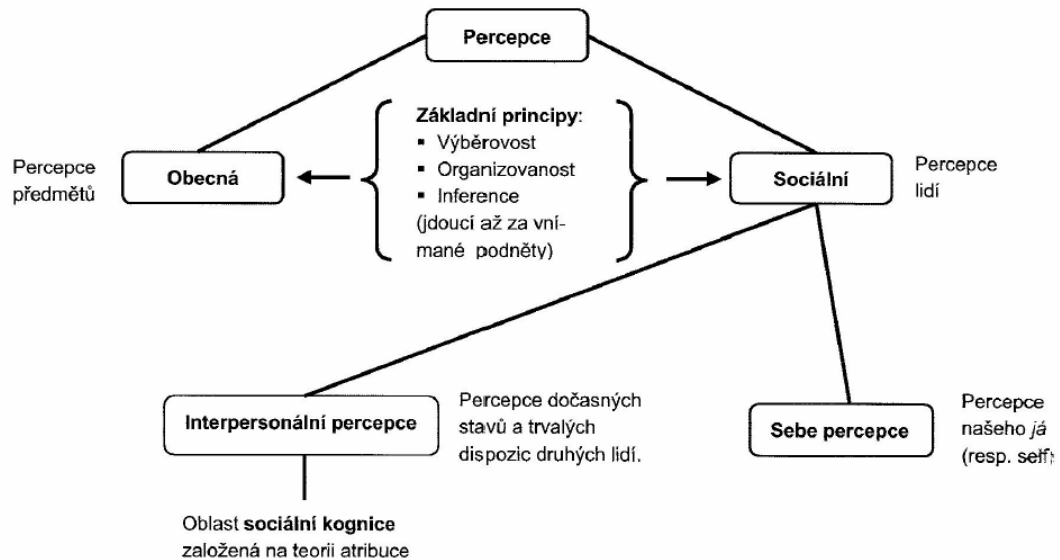 Percepce
Základní principy:
▪ Výběrovost
▪ Organizovanost
▪ Inference
(jdoucí až za vní-
mané podněty)
Percepce
předmětů
Obecná
Sociální
Percepce
lidí
Interpersonální percepce
Percepce dočasných
stavů a trvalých
dispozic druhých lidí.
Sebe percepce
Percepce
našeho já
(resp. self)
Oblast sociální kognice
založená na teorii atribuce